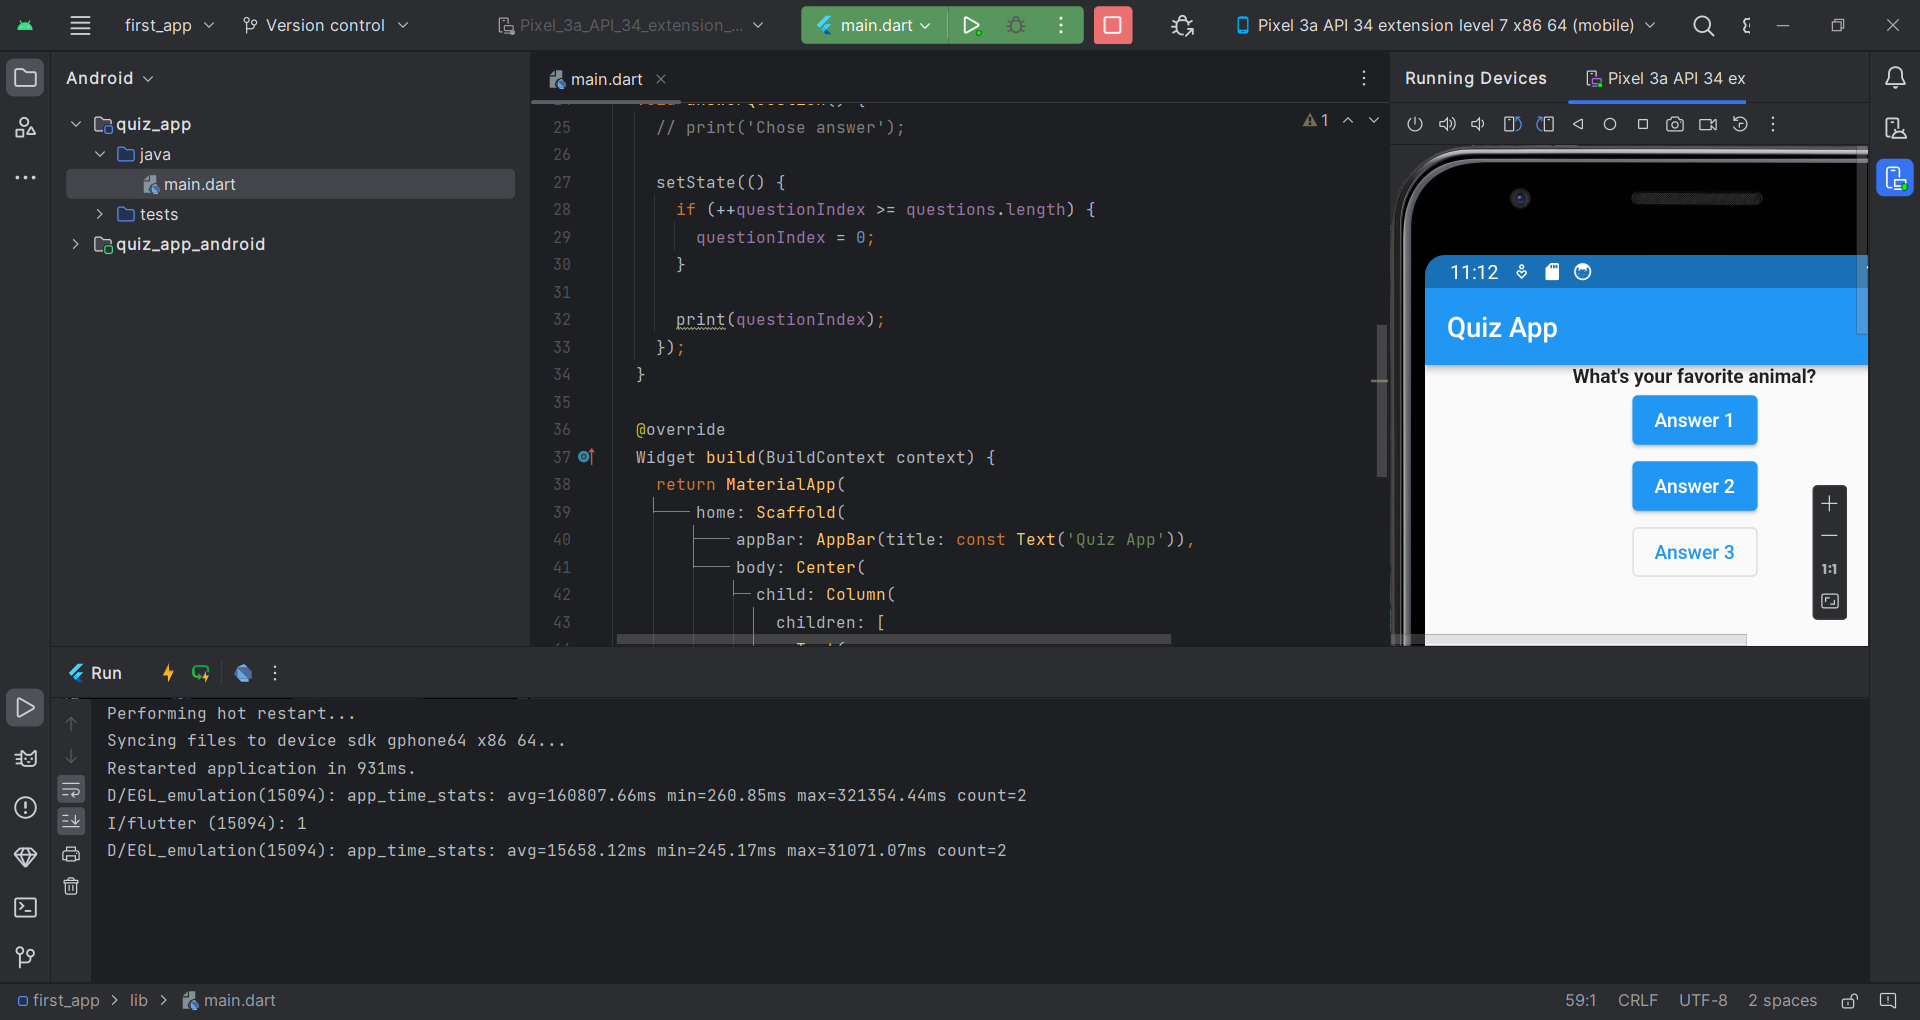 first_app
Version control
Pixel_3a_API_34_extension_...
main.dart
Pixel 3a API 34 extension level 7 x86 64 (mobile)
Android
main.dart
Running Devices
Pixel 3a API 34 ex
quiz_app
java
main.dart
tests
quiz_app_android
1
25 // print('Chose answer');
26
27 setState(() {
28 if (++questionIndex >= questions.length) {
29 questionIndex = 0;
30 }
31
32 print(questionIndex);
33 });
34 }
35
36 @override
37 Widget build(BuildContext context) {
38 return MaterialApp(
39 home: Scaffold(
40 appBar: AppBar(title: const Text('Quiz App')),
41 body: Center(
42 child: Column(
43 children: [
11:12
Quiz App
What's your favorite animal?
Answer 1
Answer 2
Answer 3
1:1
Run
Performing hot restart...
Syncing files to device sdk gphone64 x86 64...
Restarted application in 931ms.
D/EGL_emulation(15094): app_time_stats: avg=160807.66ms min=260.85ms max=321354.44ms count=2
I/flutter (15094): 1
D/EGL_emulation(15094): app_time_stats: avg=15658.12ms min=245.17ms max=31071.07ms count=2
first_app > lib > main.dart
59:1 CRLF UTF-8 2 spaces